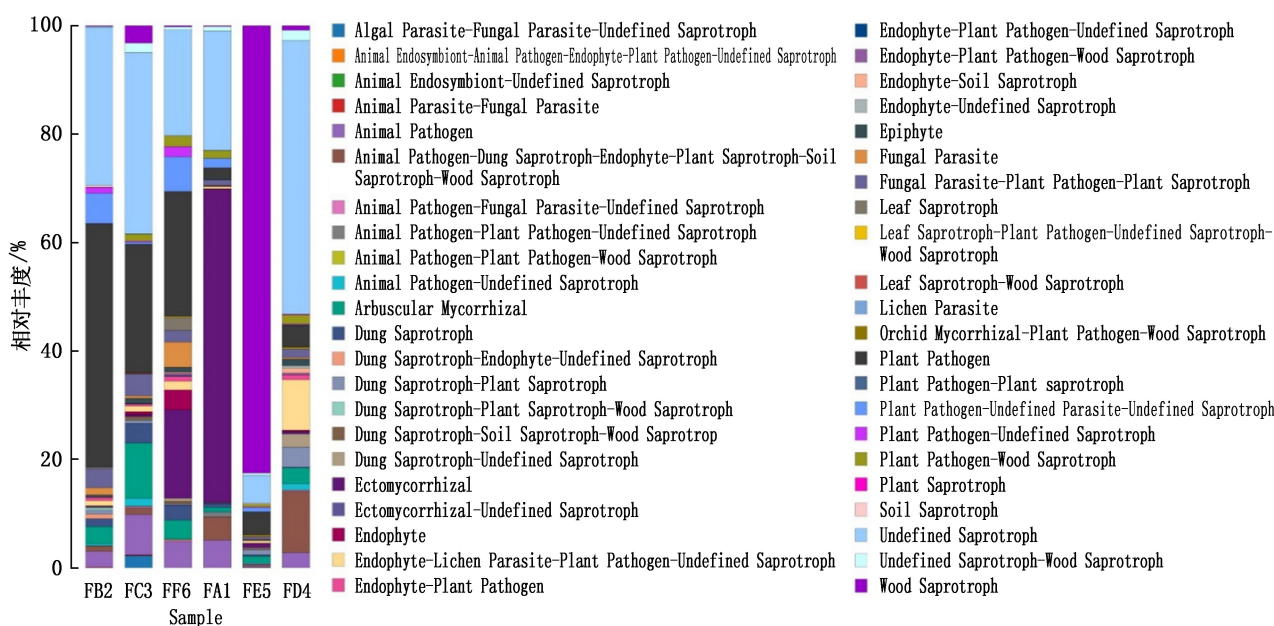 100
80
60
40
20
0
相对丰度/%
FB2 FC3 FF6 FA1 FE5 FD4
Sample
Algal Parasite-Fungal Parasite-Undefined Saprotroph
Animal Endosymbiont-Animal Pathogen-Endophyte-Plant Pathogen-Undefined Saprotroph
Animal Endosymbiont-Undefined Saprotroph
Animal Parasite-Fungal Parasite
Animal Pathogen
Animal Pathogen-Dung Saprotroph-Endophyte-Plant Saprotroph-Soil
Saprotroph-Wood Saprotroph
Animal Pathogen-Fungal Parasite-Undefined Saprotroph
Animal Pathogen-Plant Pathogen-Undefined Saprotroph
Animal Pathogen-Plant Pathogen-Wood Saprotroph
Animal Pathogen-Undefined Saprotroph
Arbuscular Mycorrhizal
Dung Saprotroph
Dung Saprotroph-Endophyte-Undefined Saprotroph
Dung Saprotroph-Plant Saprotroph
Dung Saprotroph-Plant Saprotroph-Wood Saprotroph
Dung Saprotroph-Soil Saprotroph-Wood Saprotrop
Dung Saprotroph-Undefined Saprotroph
Ectomycorrhizal
Ectomycorrhizal-Undefined Saprotroph
Endophyte
Endophyte-Lichen Parasite-Plant Pathogen-Undefined Saprotroph
Endophyte-Plant Pathogen
Endophyte-Plant Pathogen-Undefined Saprotroph
Endophyte-Plant Pathogen-Wood Saprotroph
Endophyte-Soil Saprotroph
Endophyte-Undefined Saprotroph
Epiphyte
Fungal Parasite
Fungal Parasite-Plant Pathogen-Plant Saprotroph
Leaf Saprotroph
Leaf Saprotroph-Plant Pathogen-Undefined Saprotroph-
Wood Saprotroph
Leaf Saprotroph-Wood Saprotroph
Lichen Parasite
Orchid Mycorrhizal-Plant Pathogen-Wood Saprotroph
Plant Pathogen
Plant Pathogen-Plant saprotroph
Plant Pathogen-Undefined Parasite-Undefined Saprotroph
Plant Pathogen-Undefined Saprotroph
Plant Pathogen-Wood Saprotroph
Plant Saprotroph
Soil Saprotroph
Undefined Saprotroph
Undefined Saprotroph-Wood Saprotroph
Wood Saprotroph